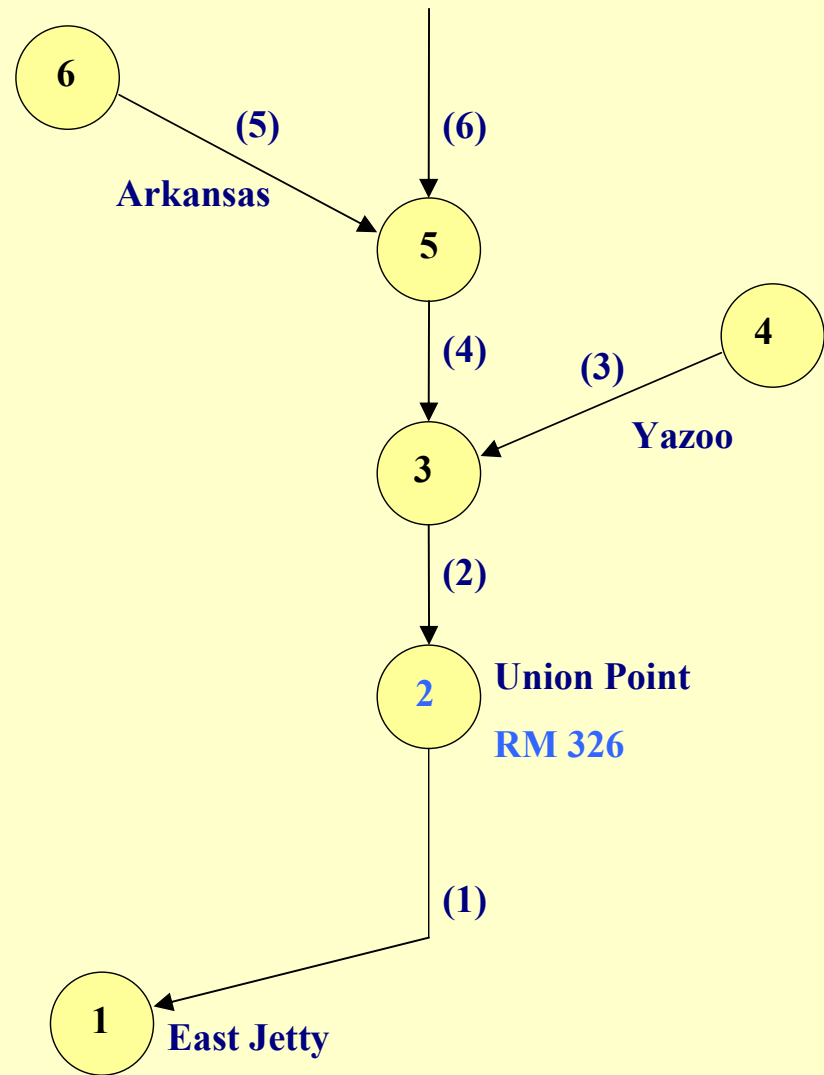 6
(5)
(6)
Arkansas
5
4
(4)
(3)
Yazoo
3
(2)
2
Union Point
RM 326
(1)
1
East Jetty